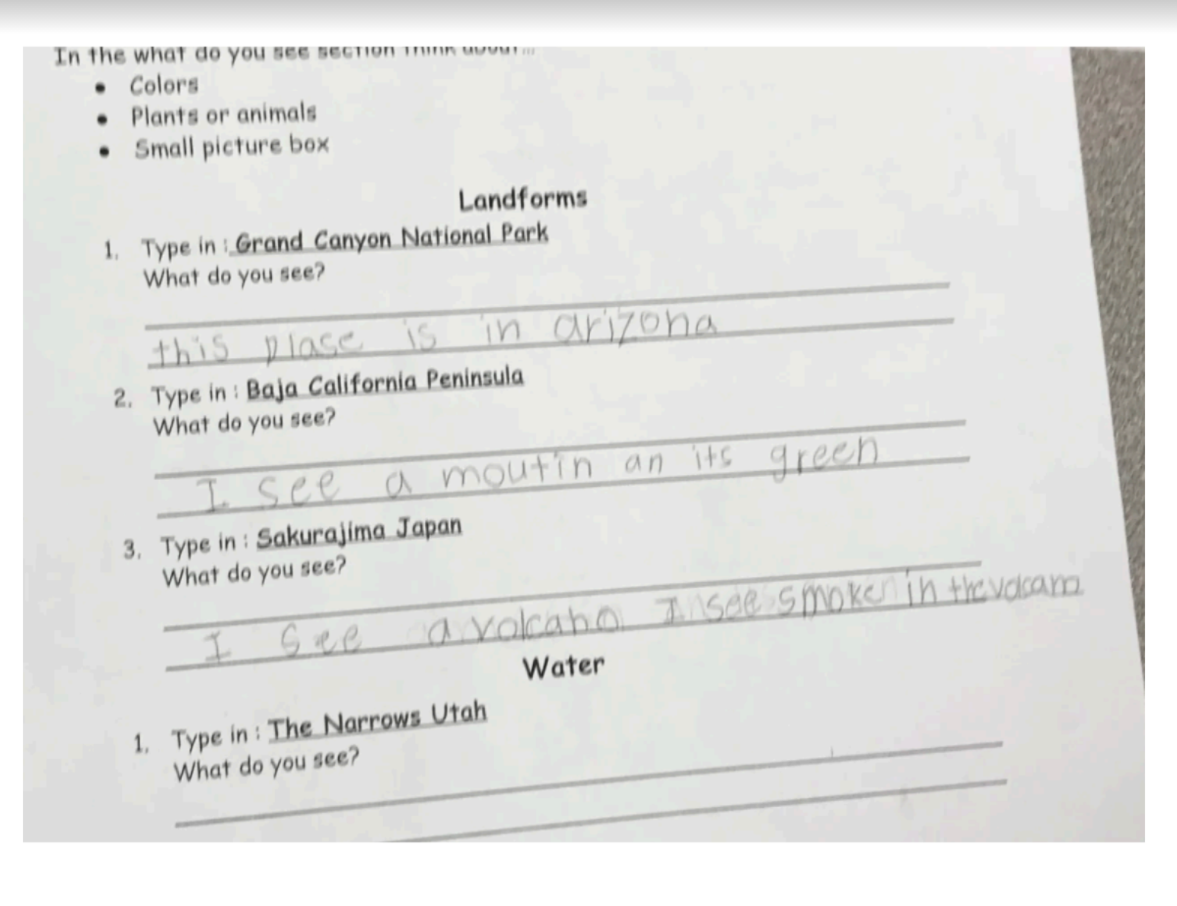 In the what do you see section think about...
• Colors
• Plants or animals
• Small picture box
Landforms
1. Type in : Grand Canyon National Park
What do you see?
this plase is in arizona
2. Type in : Baja California Peninsula
What do you see?
I see a moutin an its green
3. Type in : Sakurajima Japan
What do you see?
I see a volcano I see smoke in the
Water
1. Type in : The Narrows Utah
What do you see?